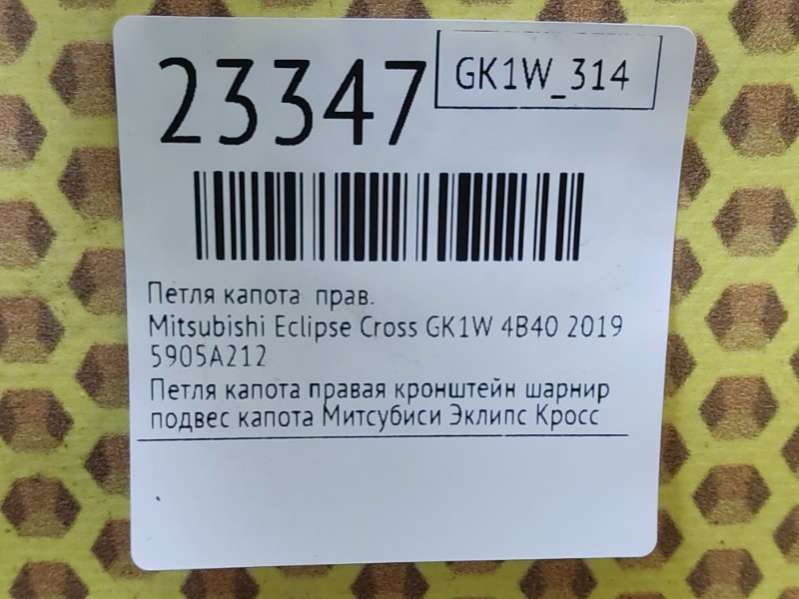 23347
GK1W_314
Петля капота прав.
Mitsubishi Eclipse Cross GK1W 4B40 2019
5905A212
Петля капота правая кронштейн шарнир
подвес капота Митсубиси Эклипс Кросс